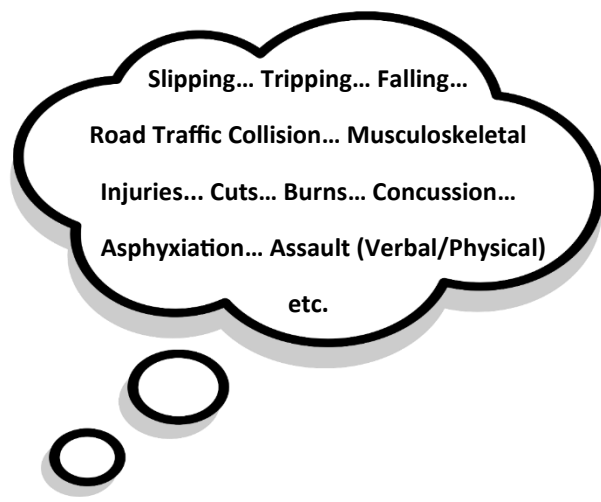 Slipping… Tripping… Falling…
Road Traffic Collision… Musculoskeletal
Injuries... Cuts… Burns… Concussion…
Asphyxiation… Assault (Verbal/Physical)
etc.